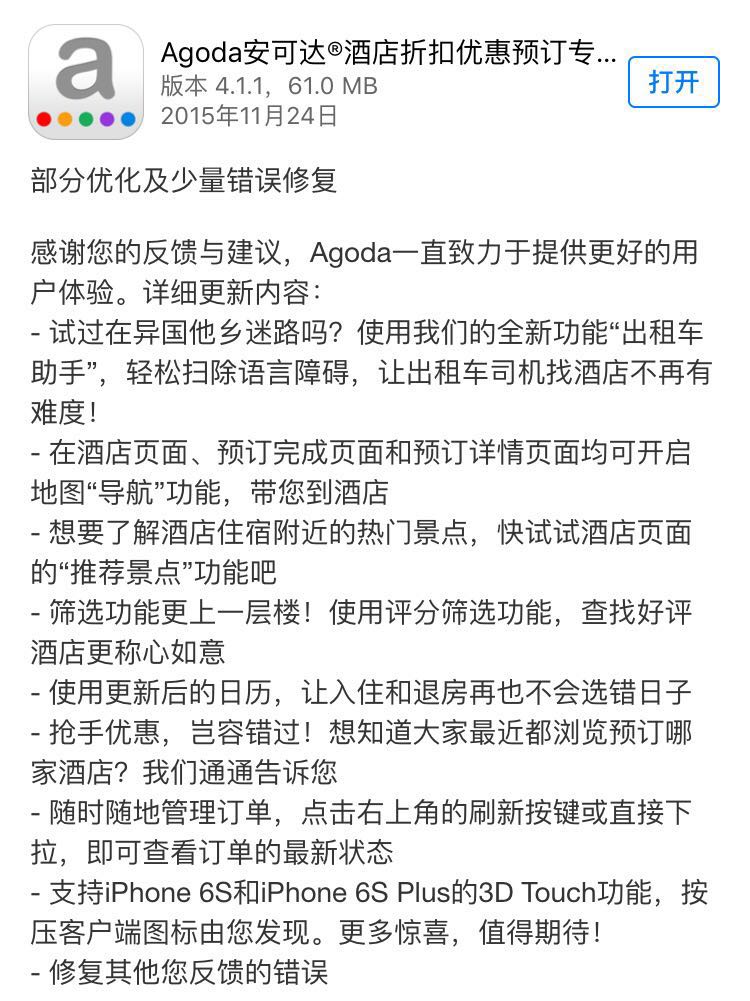 a
Agoda安可达®酒店折扣优惠预订专...
版本 4.1.1，61.0 MB
2015年11月24日
打开
部分优化及少量错误修复
感谢您的反馈与建议，Agoda一直致力于提供更好的用
户体验。详细更新内容：
- 试过在异国他乡迷路吗？使用我们的全新功能“出租车
助手”，轻松扫除语言障碍，让出租车司机找酒店不再有
难度！
- 在酒店页面、预订完成页面和预订详情页面均可开启
地图“导航”功能，带您到酒店
- 想要了解酒店住宿附近的热门景点，快试试酒店页面
的“推荐景点”功能吧
- 筛选功能更上一层楼！使用评分筛选功能，查找好评
酒店更称心如意
- 使用更新后的日历，让入住和退房再也不会选错日子
- 抢手优惠，岂容错过！想知道大家最近都浏览预订哪
家酒店？我们通通告诉您
- 随时随地管理订单，点击右上角的刷新按键或直接下
拉，即可查看订单的最新状态
- 支持iPhone 6S和iPhone 6S Plus的3D Touch功能，按
压客户端图标由您发现。更多惊喜，值得期待！
- 修复其他您反馈的错误